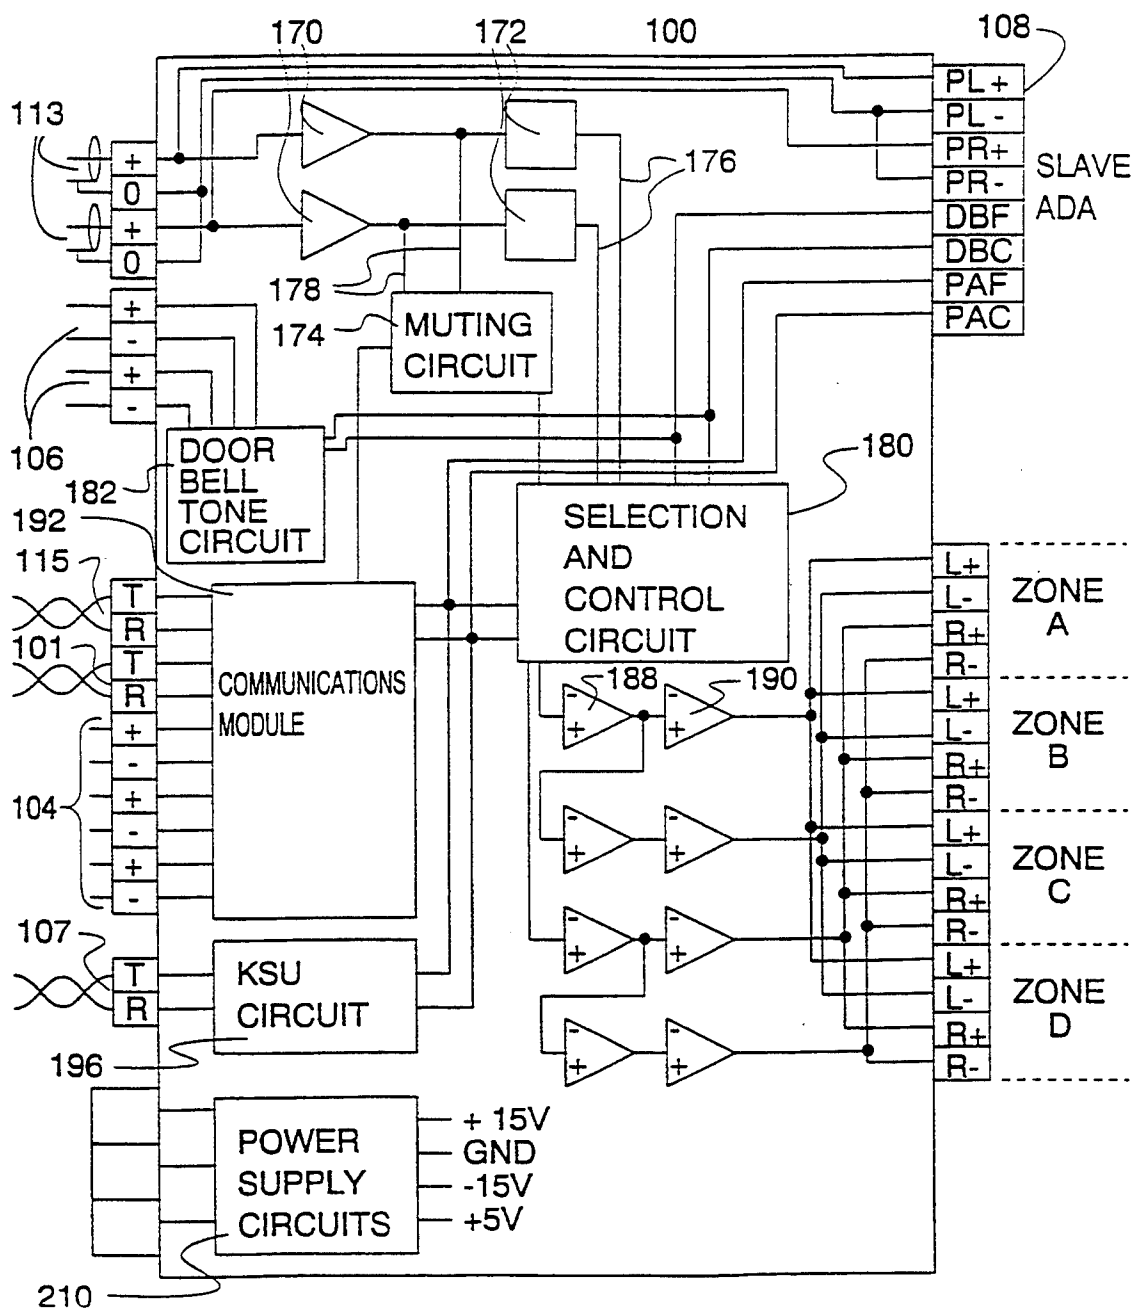 170
172
100
108
113
+
0
+
0
PL+
PL-
PR+
PR-
DBF
DBC
PAF
PAC
SLAVE
ADA
176
178
174
MUTING
CIRCUIT
+
-
+
-
106
182
DOOR
BELL
TONE
CIRCUIT
180
SELECTION
AND
CONTROL
CIRCUIT
192
115
T
R
101
T
R
COMMUNICATIONS
MODULE
104
+
-
+
-
+
-
188
190
-
+
-
+
-
+
-
+
-
+
-
+
-
+
-
+
L+
L-
R+
R-
ZONE
A
L+
L-
R+
R-
ZONE
B
L+
L-
R+
R-
ZONE
C
L+
L-
R+
R-
ZONE
D
107
T
R
KSU
CIRCUIT
196
POWER
SUPPLY
CIRCUITS
+ 15V
GND
-15V
+5V
210